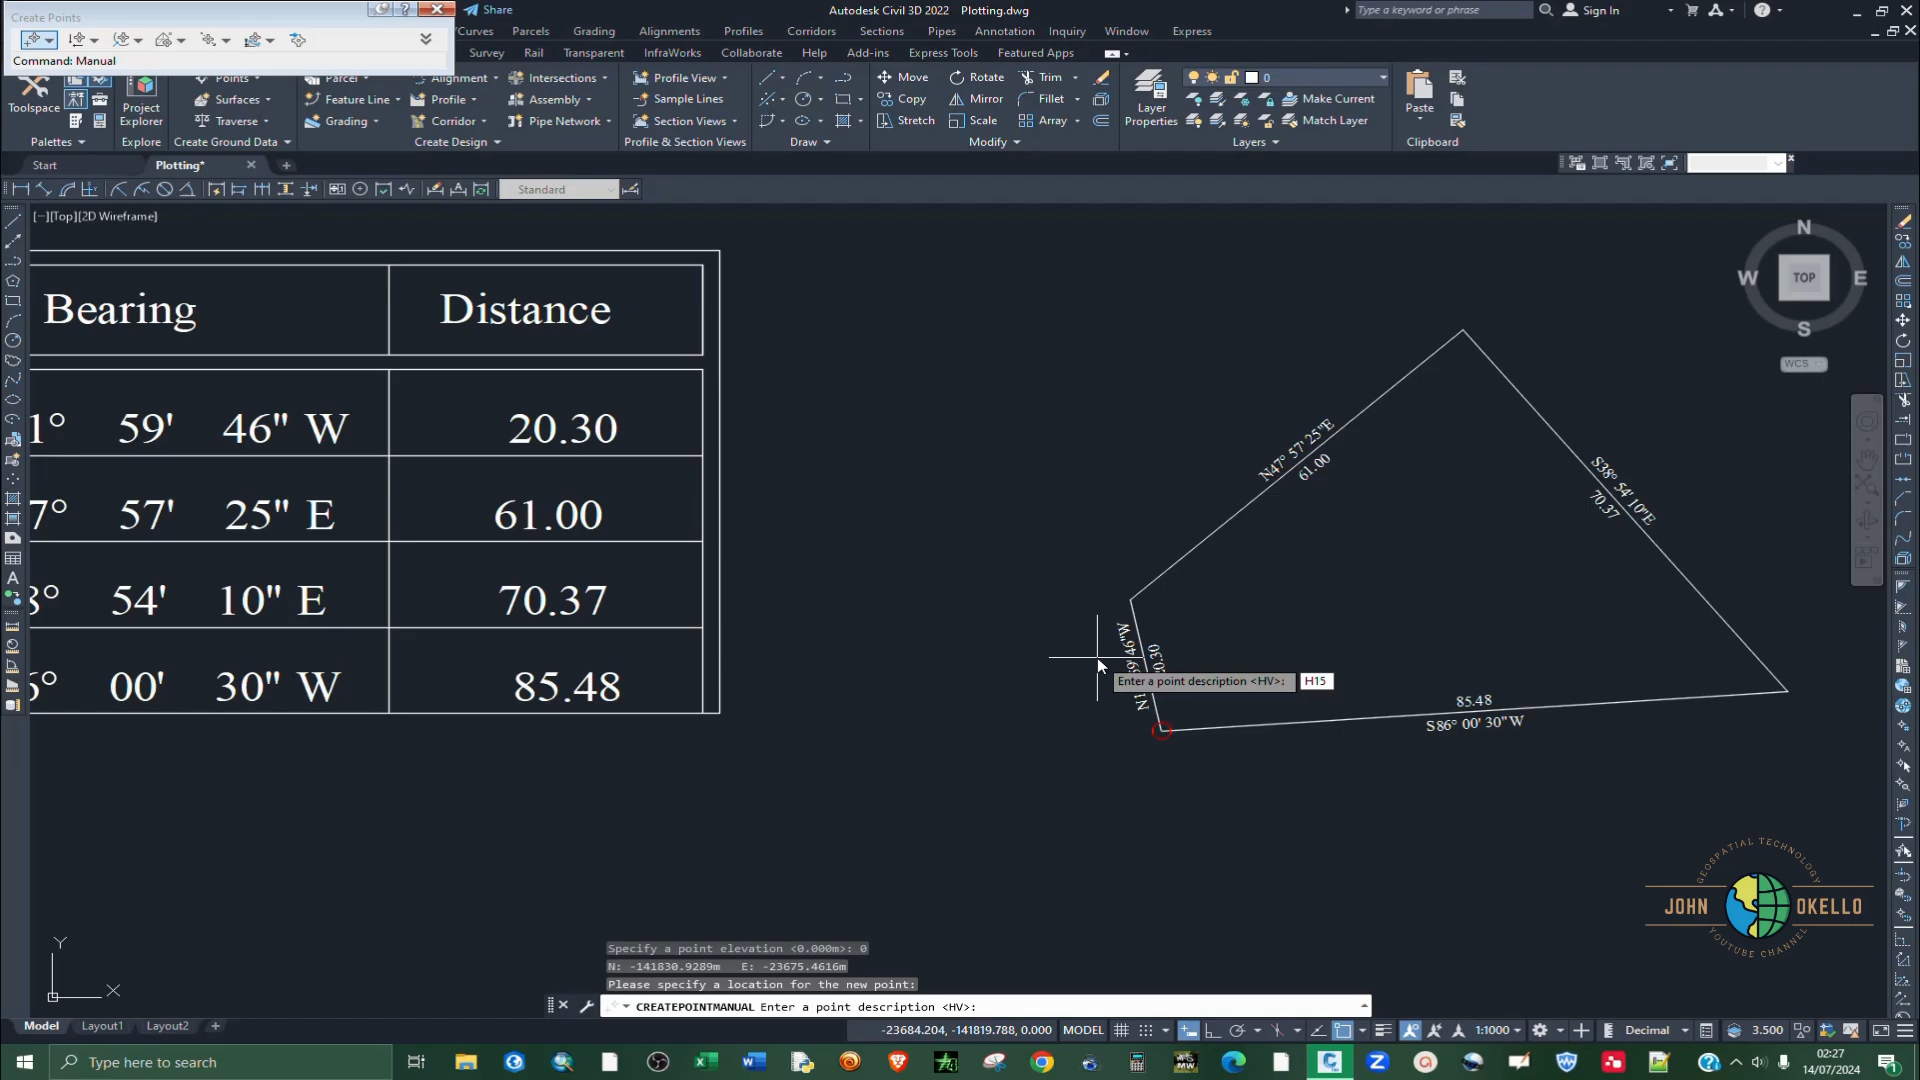 Create Points
Command: Manual
Share
Autodesk Civil 3D 2022 Plotting.dwg
Type a keyword or phrase
Sign In
Curves Parcels Grading Alignments Profiles Corridors Sections Pipes Annotation Inquiry Window Express
Survey Rail Transparent InfraWorks Collaborate Help Add-ins Express Tools Featured Apps
Toolspace
Project Explorer
Points
Surfaces
Traverse
Parcel
Feature Line
Grading
Alignment
Profile
Corridor
Intersections
Assembly
Pipe Network
Profile View
Sample Lines
Section Views
Move Rotate Trim
Copy Mirror Fillet
Stretch Scale Array
Layer Properties
0
Make Current
Match Layer
Paste
Palettes Explore Create Ground Data Create Design Profile & Section Views Draw Modify Layers Clipboard
Start Plotting*
Standard
[−][Top][2D Wireframe]
N
W TOP E
S
WCS
Bearing Distance
1° 59' 46" W 20.30
7° 57' 25" E 61.00
8° 54' 10" E 70.37
6° 00' 30" W 85.48
N47° 57' 25"E
61.00
S38° 54' 10"E
70.37
85.48
S86° 00' 30"W
Enter a point description <HV>: H15
GEOSPATIAL TECHNOLOGY
JOHN OKELLO
YOUTUBE CHANNEL
Y
X
Specify a point elevation <0.000m>: 0
N: -141830.9289m E: -23675.4616m
Please specify a location for the new point:
CREATEPOINTMANUAL Enter a point description <HV>:
Model Layout1 Layout2
-23684.204, -141819.788, 0.000 MODEL 1:1000 Decimal 3.500
Type here to search
02:27
14/07/2024